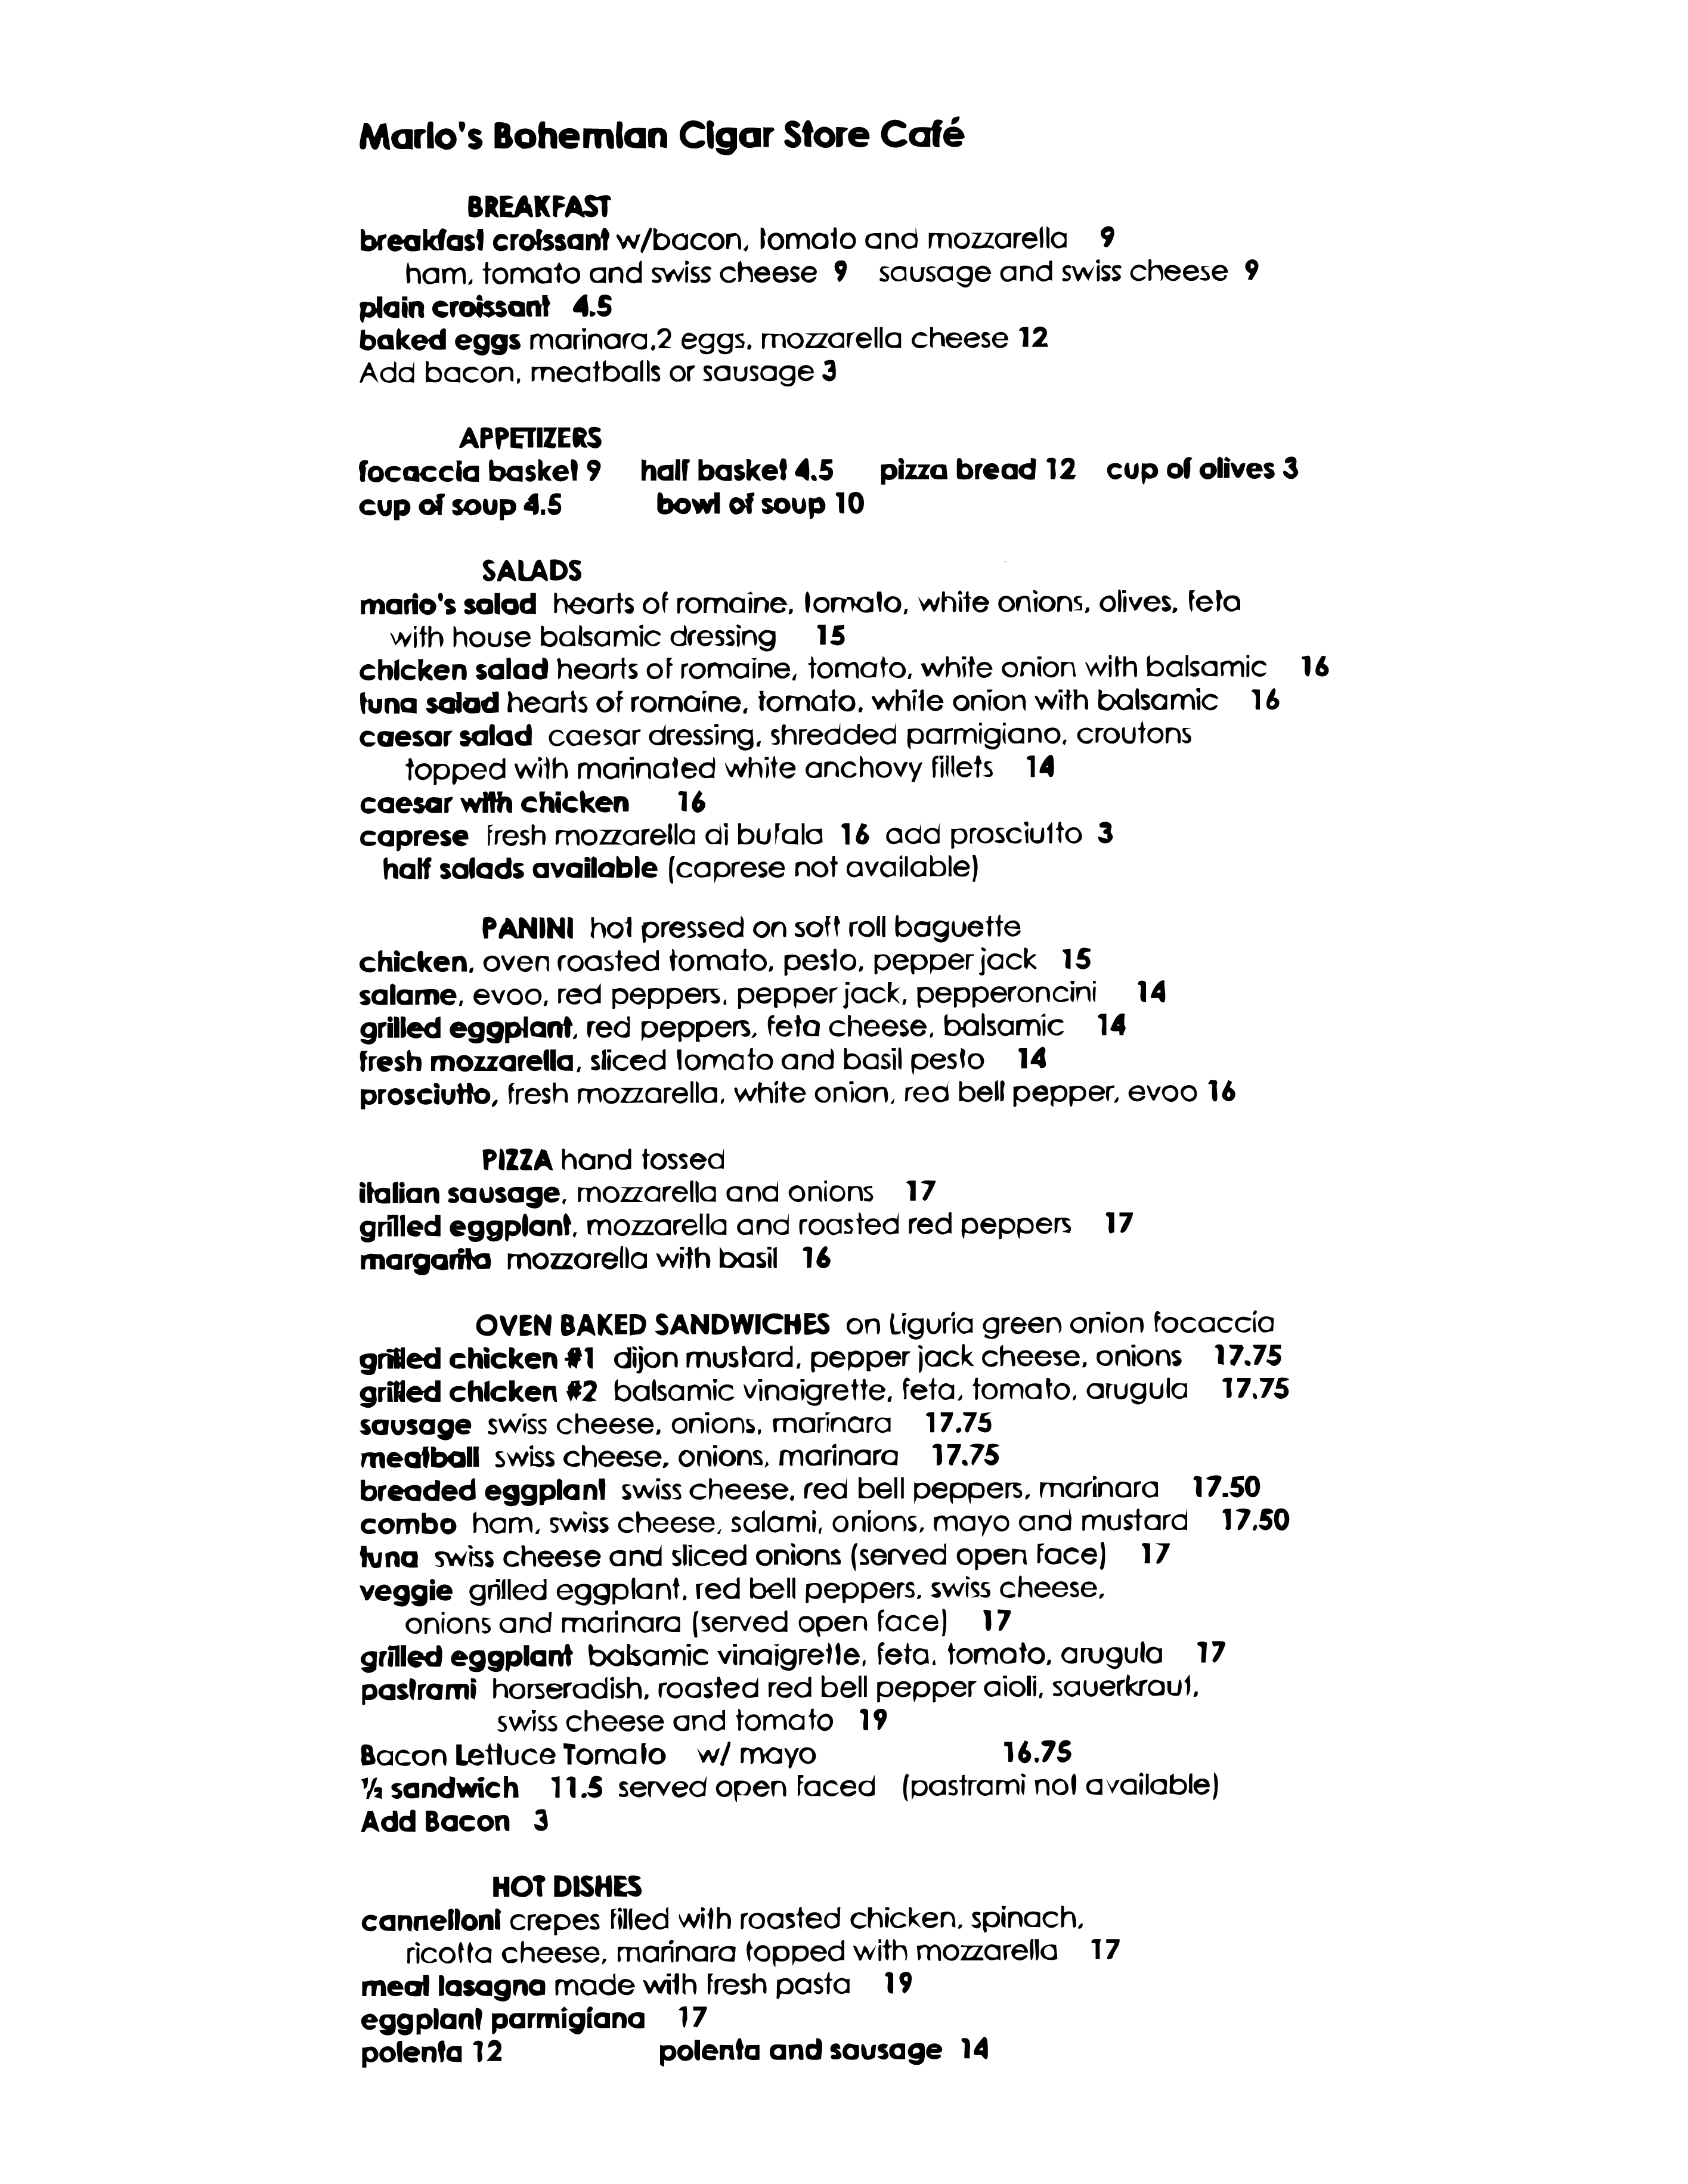 Mario's Bohemian Cigar Store Café
BREAKFAST
breakfast croissant w/bacon, tomato and mozzarella 9
ham, tomato and swiss cheese 9 sausage and swiss cheese 9
plain croissant 4.5
baked eggs marinara,2 eggs, mozzarella cheese 12
Add bacon, meatballs or sausage 3
APPETIZERS
focaccia basket 9 half basket 4.5 pizza bread 12 cup of olives 3
cup of soup 4.5 bowl of soup 10
SALADS
mario's salad hearts of romaine, tomato, white onions, olives, feta
with house balsamic dressing 15
chicken salad hearts of romaine, tomato, white onion with balsamic 16
tuna salad hearts of romaine, tomato, white onion with balsamic 16
caesar salad caesar dressing, shredded parmigiano, croutons
topped with marinated white anchovy fillets 14
caesar with chicken 16
caprese fresh mozzarella di bufala 16 add prosciutto 3
half salads available (caprese not available)
PANINI hot pressed on soft roll baguette
chicken, oven roasted tomato, pesto, pepper jack 15
salame, evoo, red peppers, pepper jack, pepperoncini 14
grilled eggplant, red peppers, feta cheese, balsamic 14
fresh mozzarella, sliced tomato and basil pesto 14
prosciutto, fresh mozzarella, white onion, red bell pepper, evoo 16
PIZZA hand tossed
italian sausage, mozzarella and onions 17
grilled eggplant, mozzarella and roasted red peppers 17
margarita mozzarella with basil 16
OVEN BAKED SANDWICHES on Liguria green onion focaccia
grilled chicken #1 dijon mustard, pepper jack cheese, onions 17.75
grilled chicken #2 balsamic vinaigrette, feta, tomato, arugula 17.75
sausage swiss cheese, onions, marinara 17.75
meatball swiss cheese, onions, marinara 17.75
breaded eggplant swiss cheese, red bell peppers, marinara 17.50
combo ham, swiss cheese, salami, onions, mayo and mustard 17.50
tuna swiss cheese and sliced onions (served open face) 17
veggie grilled eggplant, red bell peppers, swiss cheese,
onions and marinara (served open face) 17
grilled eggplant balsamic vinaigrette, feta, tomato, arugula 17
pastrami horseradish, roasted red bell pepper aioli, sauerkraut,
swiss cheese and tomato 19
Bacon Lettuce Tomato w/ mayo 16.75
½ sandwich 11.5 served open faced (pastrami not available)
Add Bacon 3
HOT DISHES
cannelloni crepes filled with roasted chicken, spinach,
ricotta cheese, marinara topped with mozzarella 17
meat lasagna made with fresh pasta 19
eggplant parmigiana 17
polenta 12 polenta and sausage 14